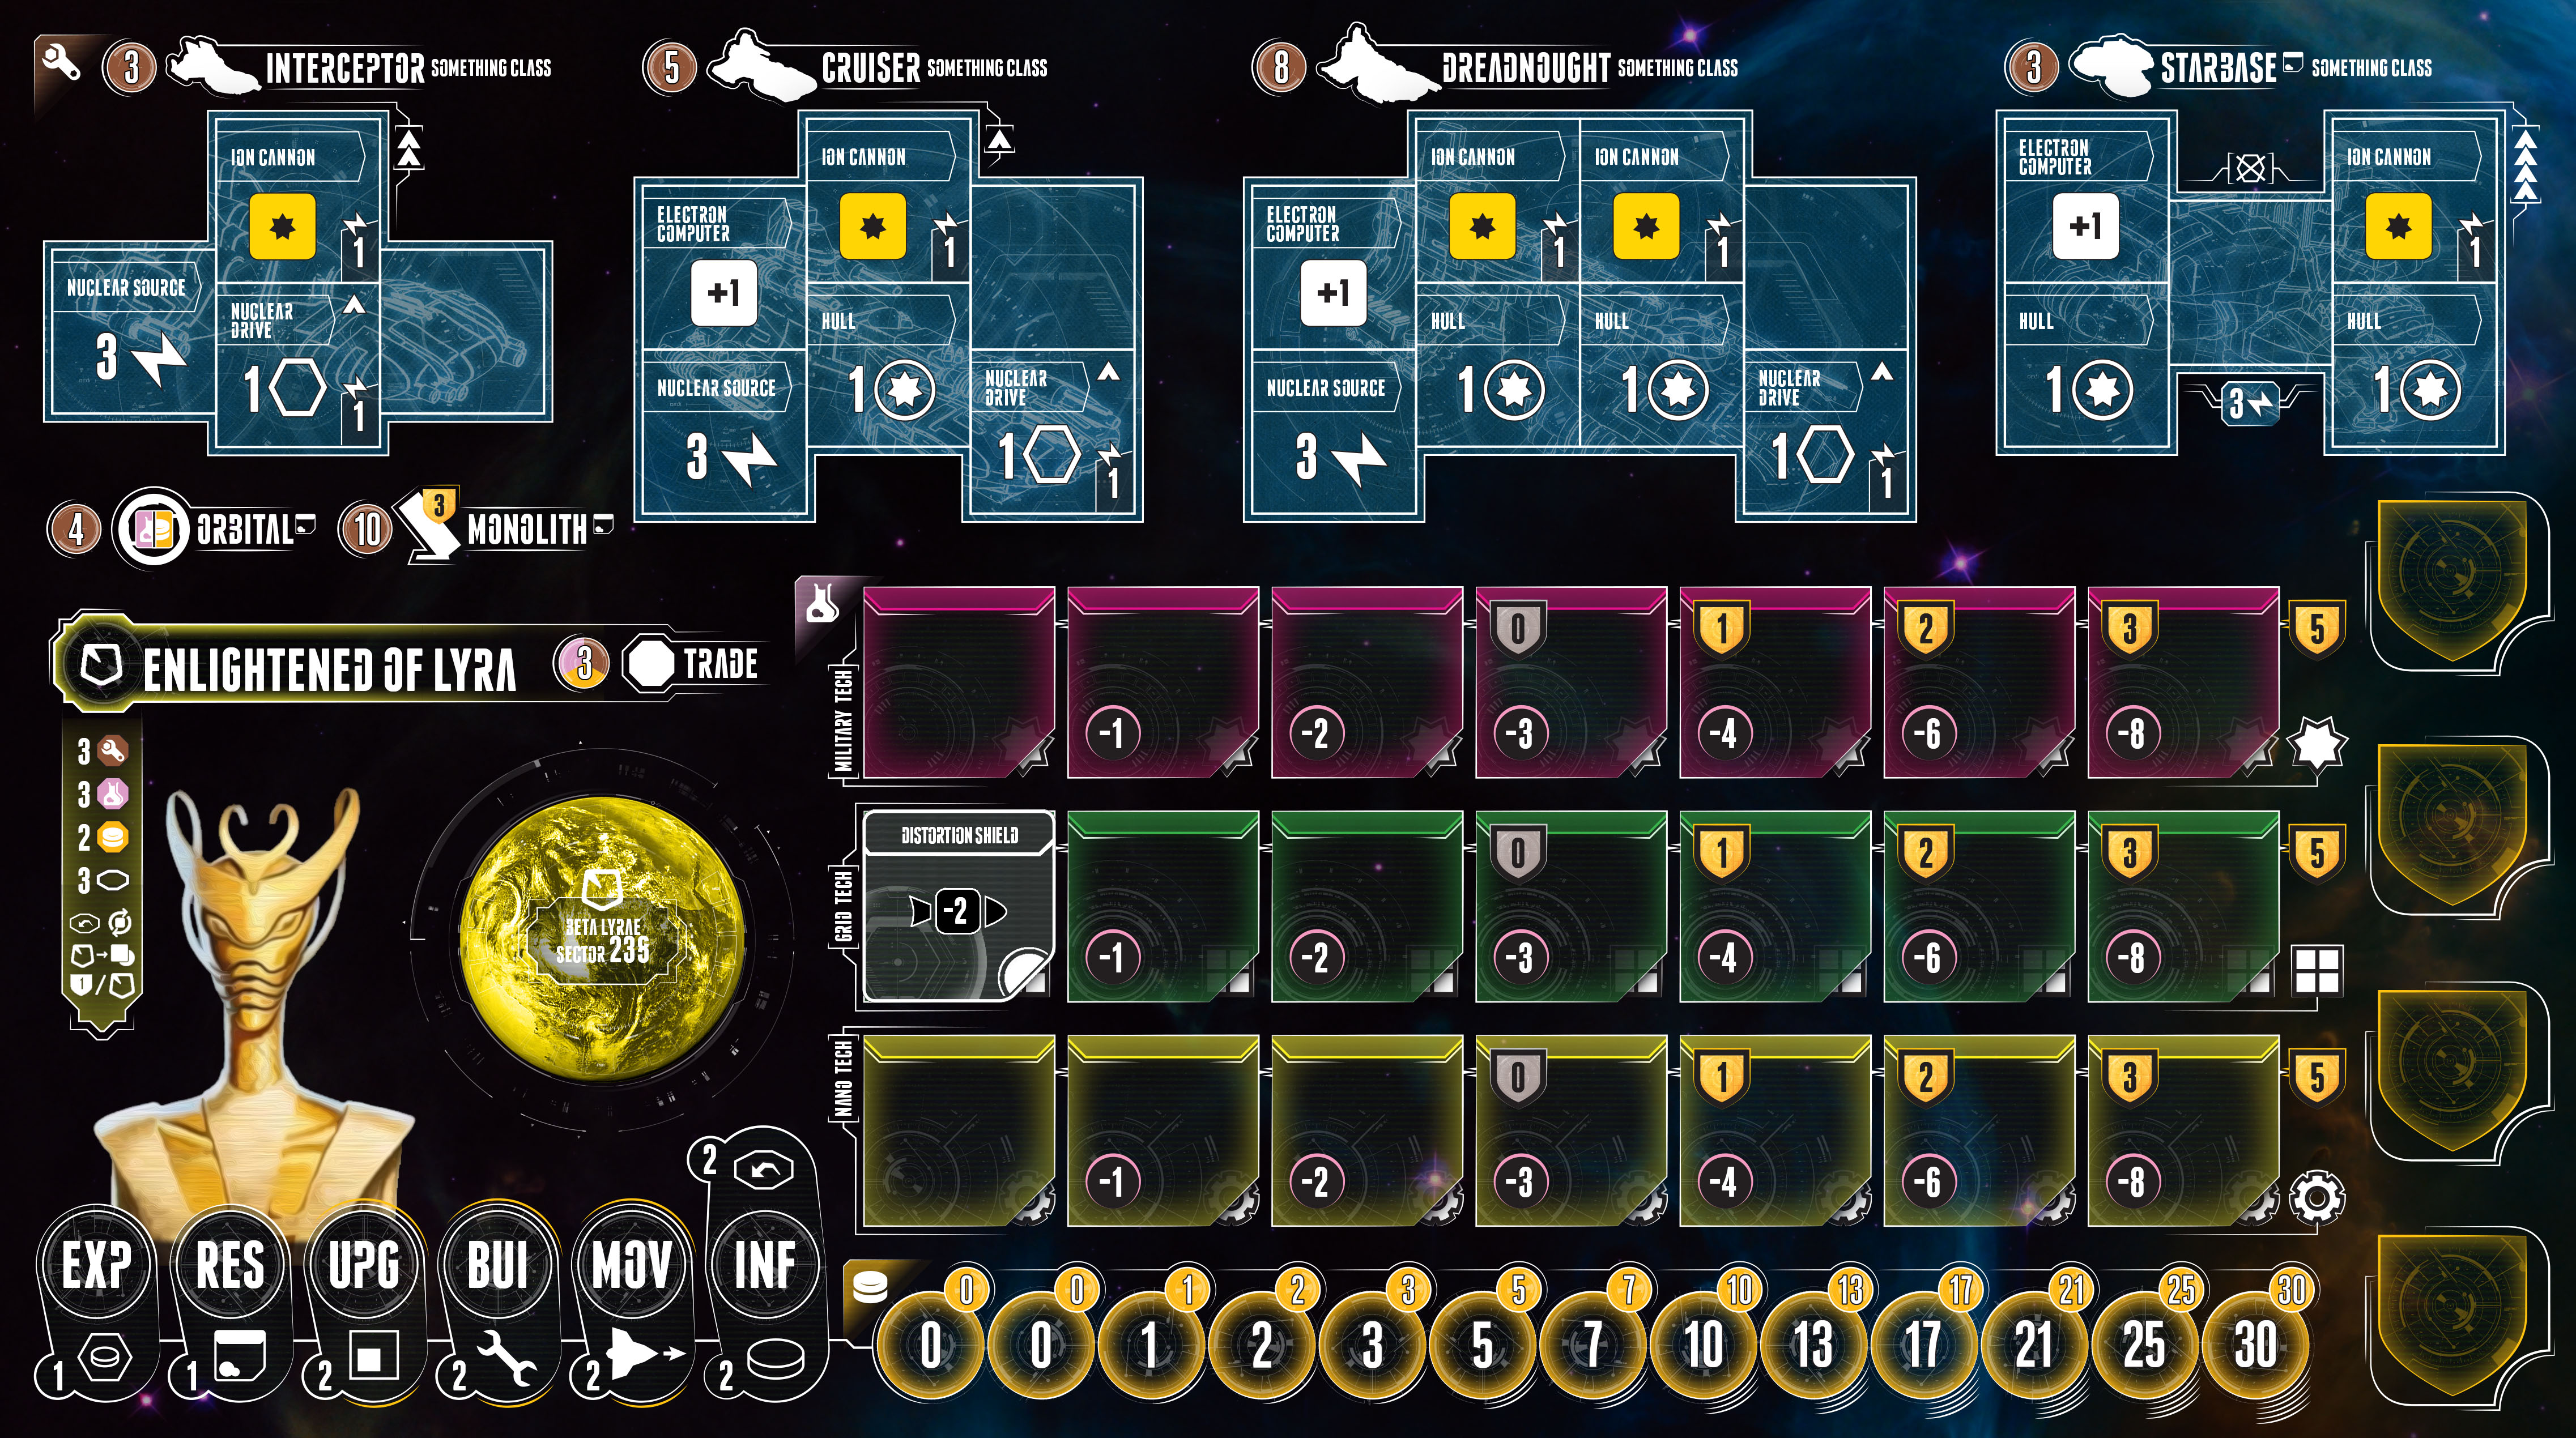 3 INTERCEPTOR SOMETHING CLASS
ION CANNON
1
NUCLEAR SOURCE
3
NUCLEAR
DRIVE
1
1
5 CRUISER SOMETHING CLASS
ELECTRON
COMPUTER
+1
ION CANNON
1
NUCLEAR SOURCE
3
HULL
1
NUCLEAR
DRIVE
1
1
8 DREADNOUGHT SOMETHING CLASS
ELECTRON
COMPUTER
+1
ION CANNON
1
ION CANNON
1
NUCLEAR SOURCE
3
HULL
1
HULL
1
NUCLEAR
DRIVE
1
1
3 STARBASE SOMETHING CLASS
ELECTRON
COMPUTER
+1
ION CANNON
1
HULL
1
3
HULL
1
4 ORBITAL
10 3 MONOLITH
ENLIGHTENED OF LYRA 3 TRADE
3
3
2
3
1 /
BETA LYRAE
SECTOR 235
MILITARY TECH
0 1 2 3 5
-1 -2 -3 -4 -6 -8
GRID TECH
DISTORTION SHIELD
-2
0 1 2 3 5
-1 -2 -3 -4 -6 -8
NANO TECH
0 1 2 3 5
-1 -2 -3 -4 -6 -8
2
EXP RES UPG BUI MOV INF
1 1 2 2 2 2
0 0 1 2 3 5 7 10 13 17 21 25 30
0 0 1 2 3 5 7 10 13 17 21 25 30